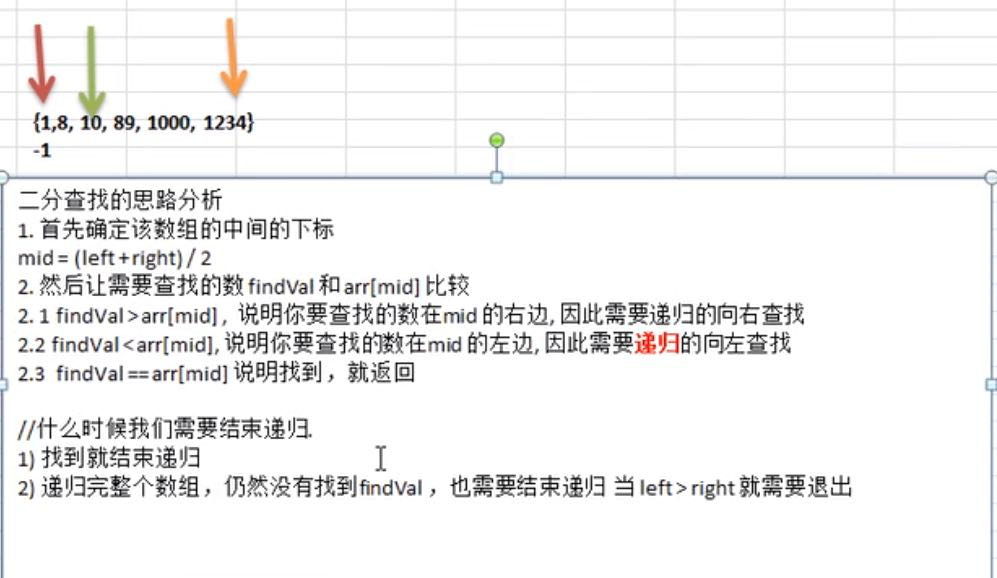 {1,8, 10, 89, 1000, 1234}
-1
二分查找的思路分析
1. 首先确定该数组的中间的下标
mid = (left + right) / 2
2. 然后让需要查找的数 findVal 和 arr[mid] 比较
2. 1 findVal > arr[mid] , 说明你要查找的数在mid 的右边, 因此需要递归的向右查找
2.2 findVal < arr[mid], 说明你要查找的数在mid 的左边, 因此需要递归的向左查找
2.3 findVal == arr[mid] 说明找到，就返回
//什么时候我们需要结束递归.
1) 找到就结束递归
2) 递归完整个数组，仍然没有找到findVal ，也需要结束递归 当 left > right 就需要退出